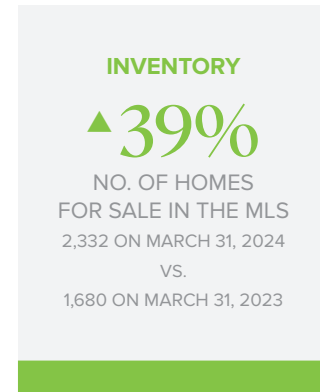 INVENTORY
▲39%
NO. OF HOMES
FOR SALE IN THE MLS
2,332 ON MARCH 31, 2024
VS.
1,680 ON MARCH 31, 2023